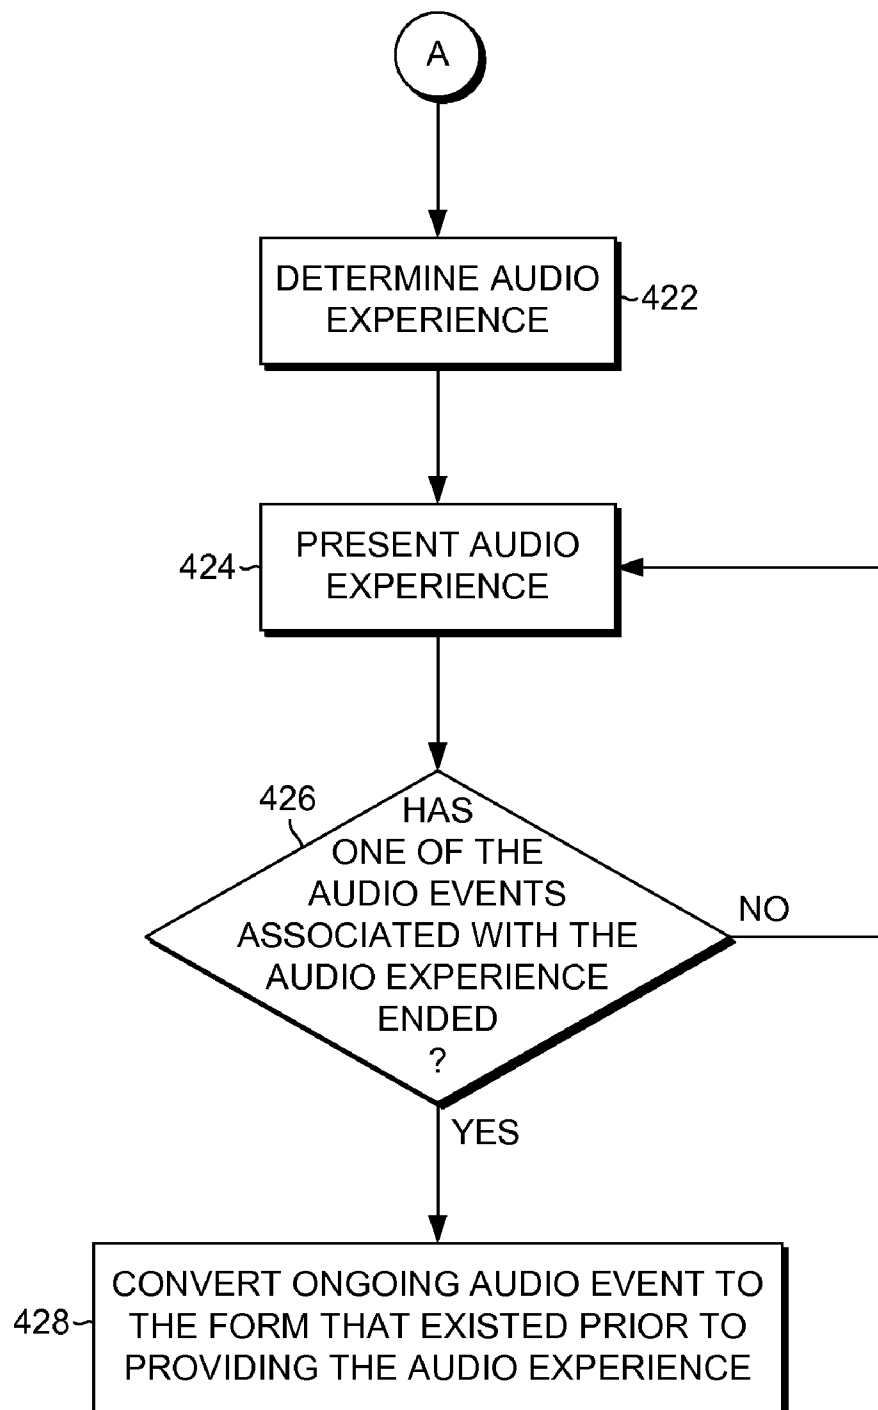 A
DETERMINE AUDIO
EXPERIENCE
422
PRESENT AUDIO
EXPERIENCE
424
426
HAS
ONE OF THE
AUDIO EVENTS
ASSOCIATED WITH THE
AUDIO EXPERIENCE
ENDED
?
NO
YES
CONVERT ONGOING AUDIO EVENT TO
THE FORM THAT EXISTED PRIOR TO
PROVIDING THE AUDIO EXPERIENCE
428